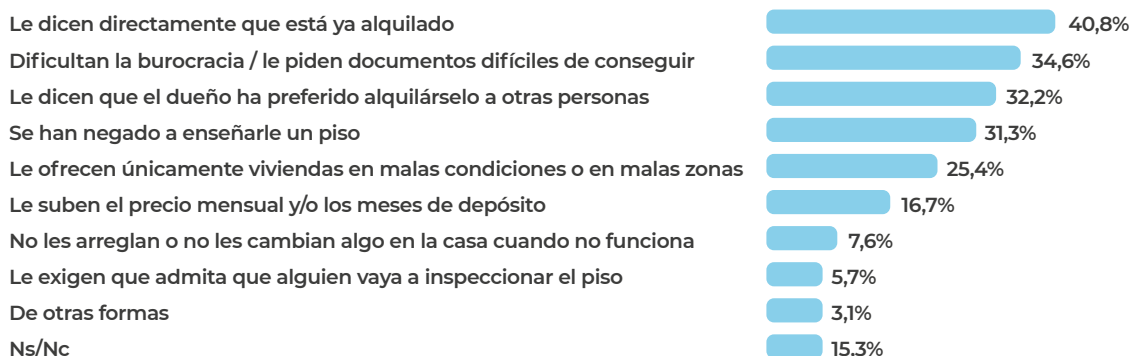 Le dicen directamente que está ya alquilado 40,8%
Dificultan la burocracia / le piden documentos difíciles de conseguir 34,6%
Le dicen que el dueño ha preferido alquilárselo a otras personas 32,2%
Se han negado a enseñarle un piso 31,3%
Le ofrecen únicamente viviendas en malas condiciones o en malas zonas 25,4%
Le suben el precio mensual y/o los meses de depósito 16,7%
No les arreglan o no les cambian algo en la casa cuando no funciona 7,6%
Le exigen que admita que alguien vaya a inspeccionar el piso 5,7%
De otras formas 3,1%
Ns/Nc 15,3%